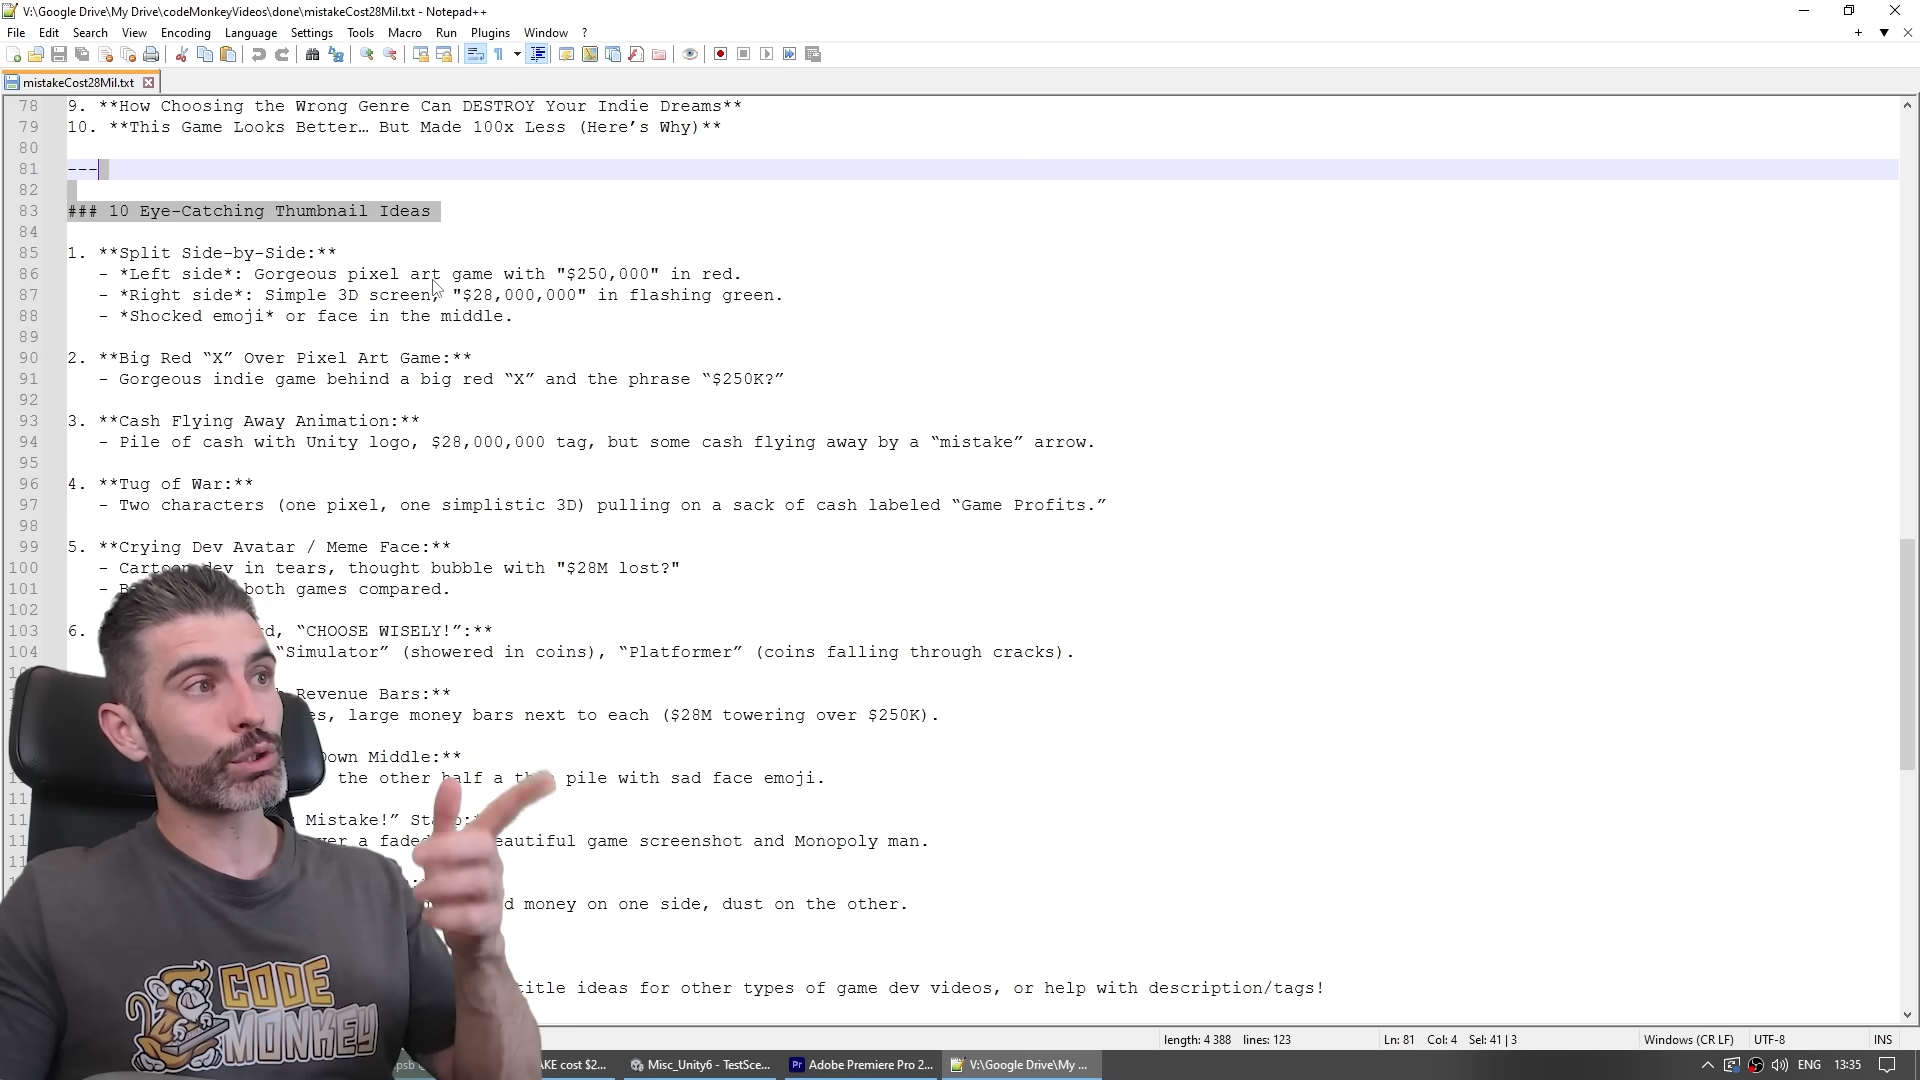 V:\Google Drive\My Drive\codeMonkeyVideos\done\mistakeCost28Mil.txt - Notepad++
File Edit Search View Encoding Language Settings Tools Macro Run Plugins Window ?
mistakeCost28Mil.txt
78 9. **How Choosing the Wrong Genre Can DESTROY Your Indie Dreams**
79 10. **This Game Looks Better… But Made 100x Less (Here’s Why)**
80
81 ---
82
83 ### 10 Eye-Catching Thumbnail Ideas
84
85 1. **Split Side-by-Side:**
86 - *Left side*: Gorgeous pixel art game with "$250,000" in red.
87 - *Right side*: Simple 3D screen, "$28,000,000" in flashing green.
88 - *Shocked emoji* or face in the middle.
89
90 2. **Big Red “X” Over Pixel Art Game:**
91 - Gorgeous indie game behind a big red “X” and the phrase “$250K?”
92
93 3. **Cash Flying Away Animation:**
94 - Pile of cash with Unity logo, $28,000,000 tag, but some cash flying away by a “mistake” arrow.
95
96 4. **Tug of War:**
97 - Two characters (one pixel, one simplistic 3D) pulling on a sack of cash labeled “Game Profits.”
98
99 5. **Crying Dev Avatar / Meme Face:**
100 - Cartoon dev in tears, thought bubble with "$28M lost?"
101 - both games compared.
102
103 6. “CHOOSE WISELY!”:**
104 “Simulator” (showered in coins), “Platformer” (coins falling through cracks).
Revenue Bars:**
large money bars next to each ($28M towering over $250K).
Down Middle:**
the other half a pile with sad face emoji.
Mistake!”
over a faded beautiful game screenshot and Monopoly man.
money on one side, dust on the other.
title ideas for other types of game dev videos, or help with description/tags!
CODE
MONKEY
length: 4 388 lines: 123 Ln: 81 Col: 4 Sel: 41 | 3 Windows (CR LF) UTF-8 INS
cost $2... Misc_Unity6 - TestSce... Pr Adobe Premiere Pro 2... V:\Google Drive\My ... ENG 13:35